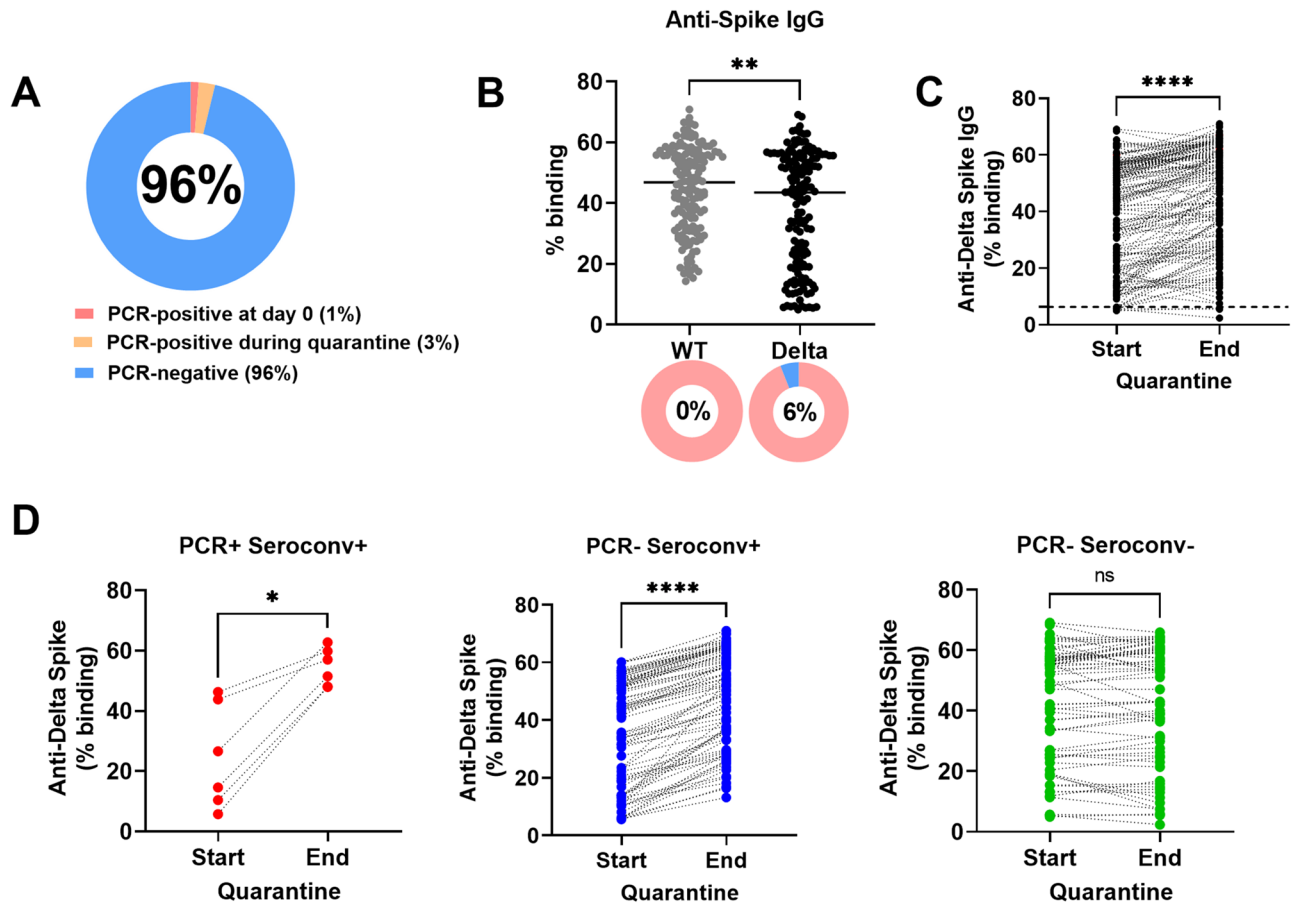 A
96%
PCR-positive at day 0 (1%)
PCR-positive during quarantine (3%)
PCR-negative (96%)
B
Anti-Spike IgG
**
% binding
80
60
40
20
0
WT
Delta
0%
6%
C
****
Anti-Delta Spike IgG
(% binding)
80
60
40
20
0
Start
End
Quarantine
D
PCR+ Seroconv+
*
Anti-Delta Spike
(% binding)
80
60
40
20
0
Start
End
Quarantine
PCR- Seroconv+
****
Anti-Delta Spike
(% binding)
80
60
40
20
0
Start
End
Quarantine
PCR- Seroconv-
ns
Anti-Delta Spike
(% binding)
80
60
40
20
0
Start
End
Quarantine